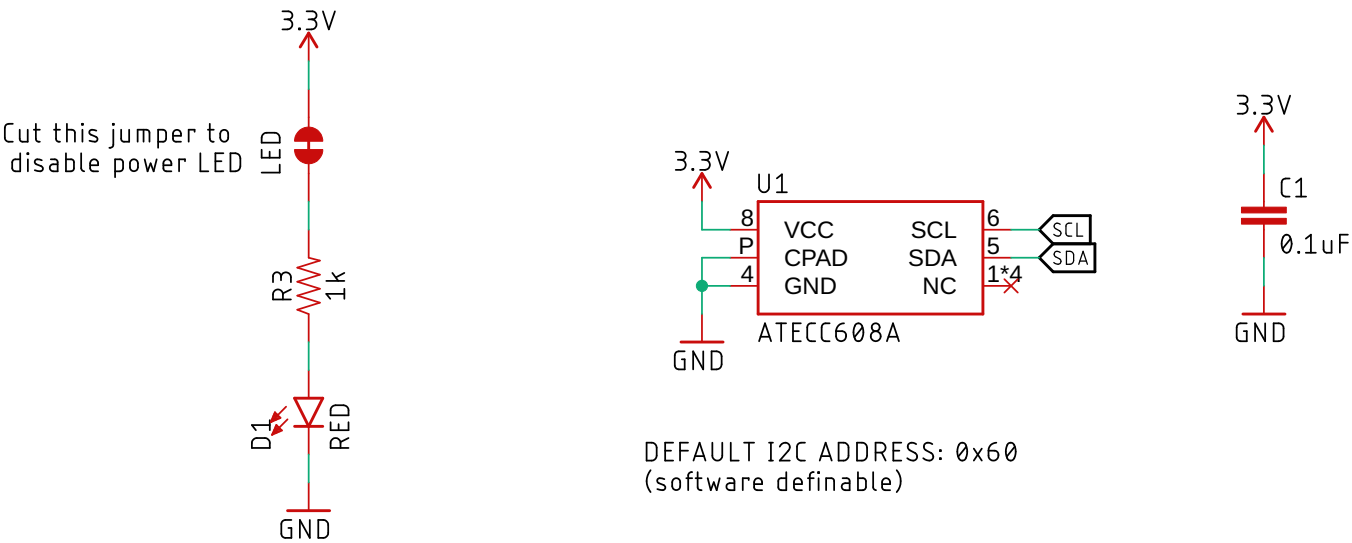 3.3V
Cut this jumper to
disable power LED
LED
R3
1k
D1
RED
GND
3.3V
U1
8
VCC
SCL
6
SCL
P
CPAD
SDA
5
SDA
4
GND
NC
1*4
ATECC608A
GND
DEFAULT I2C ADDRESS: 0x60
(software definable)
3.3V
C1
0.1uF
GND